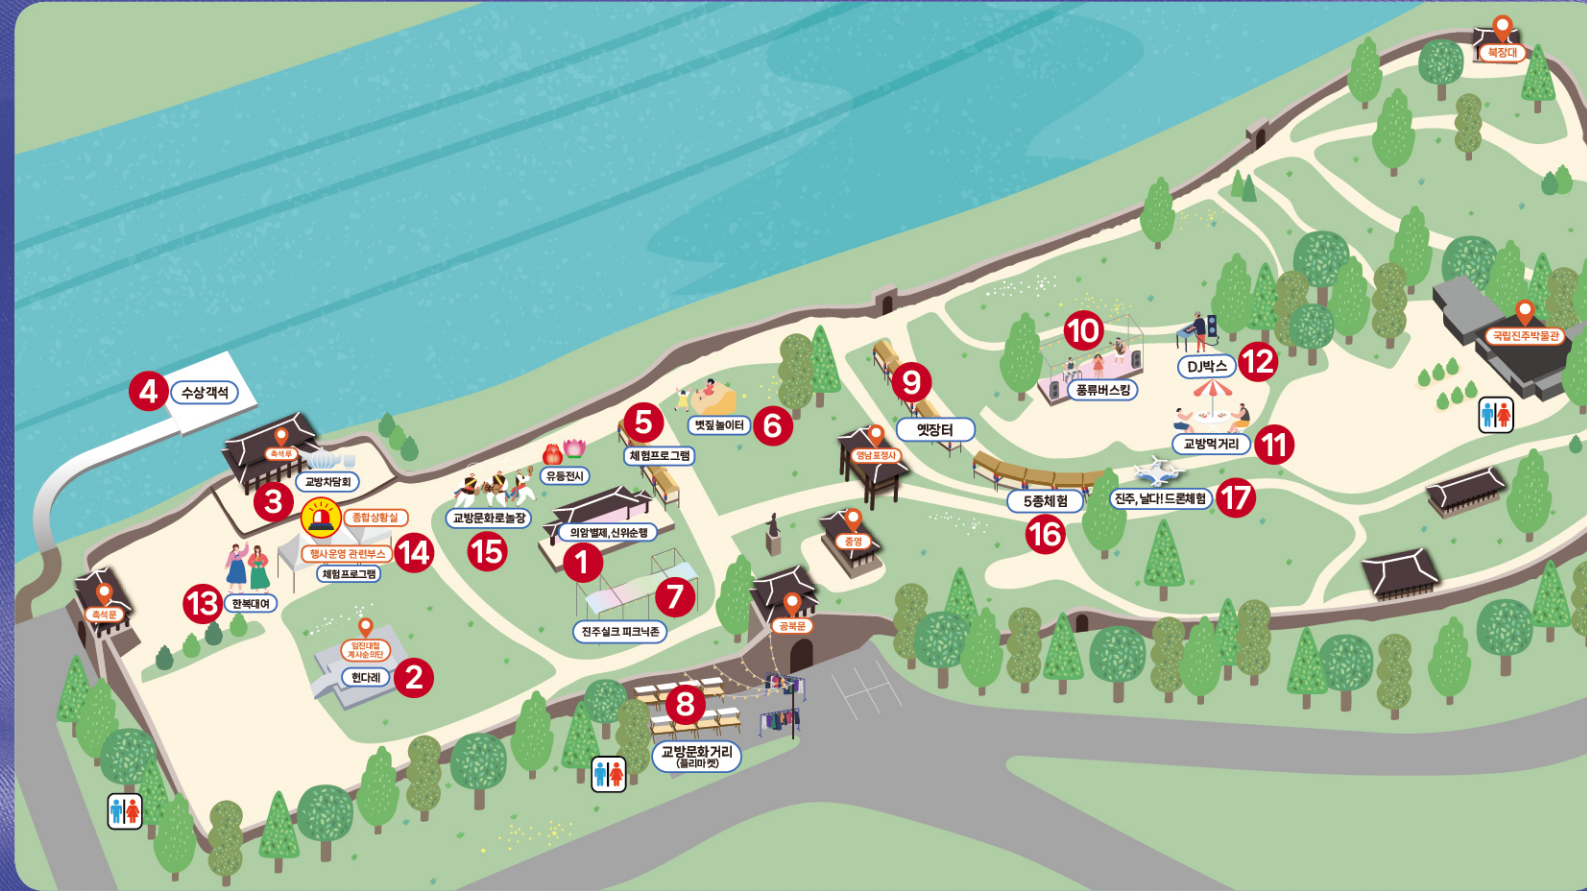 북장대
국립진주박물관
10
풍류버스킹
DJ박스
12
교방먹거리
11
4
수상객석
촉석루
교방차담회
3
종합상황실
행사운영 관련부스
14
체험프로그램
13
한복대여
촉석문
임진대첩
계사순의단
헌다례
2
유등전시
교방문화로놀장
15
의암별제,신위순행
1
7
진주실크 피크닉존
5
체험프로그램
벗짚놀이터
6
9
옛장터
영남포정사
중영
5종체험
16
진주, 날다! 드론체험
17
공북문
8
교방문화거리
(플리마켓)